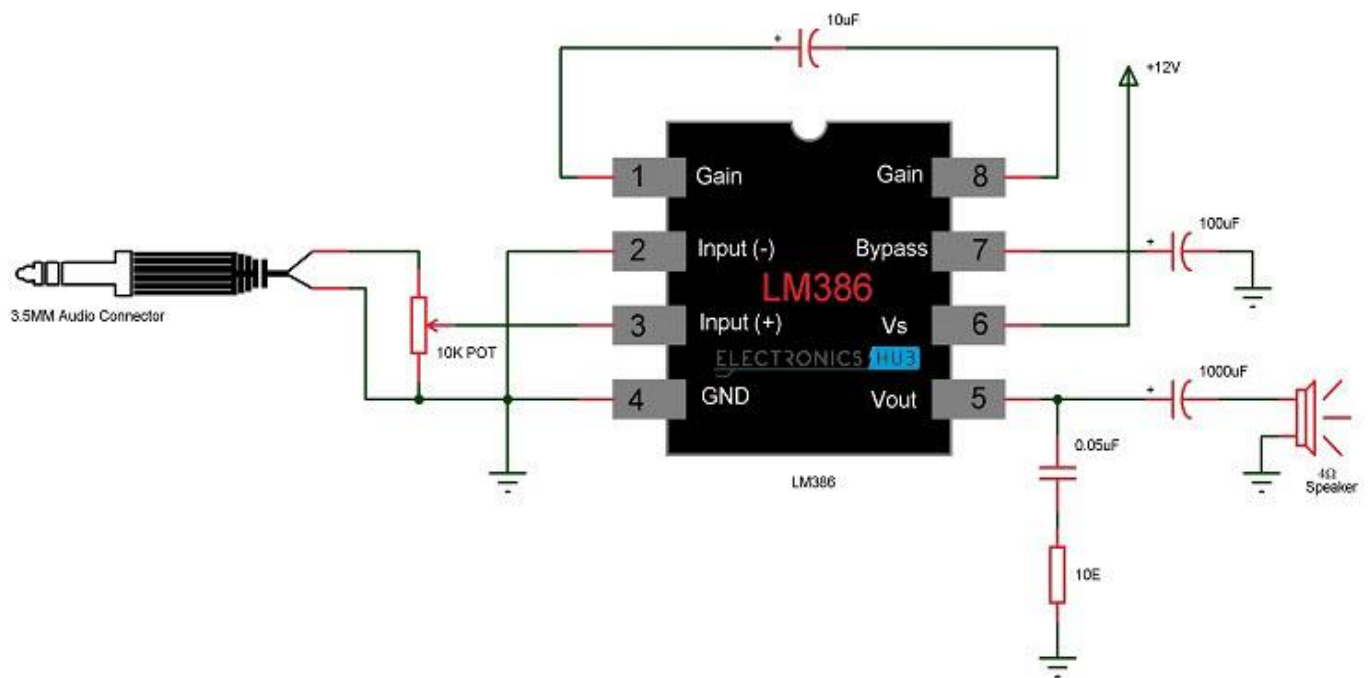 10uF
+
+12V
1 Gain
Gain 8
100uF
+
2 Input (-)
Bypass 7
LM386
3.5MM Audio Connector
3 Input (+)
Vs 6
10K POT
ELECTRONICS HU3
1000uF
+
4 GND
Vout 5
0.05uF
LM386
4Ω
Speaker
10E